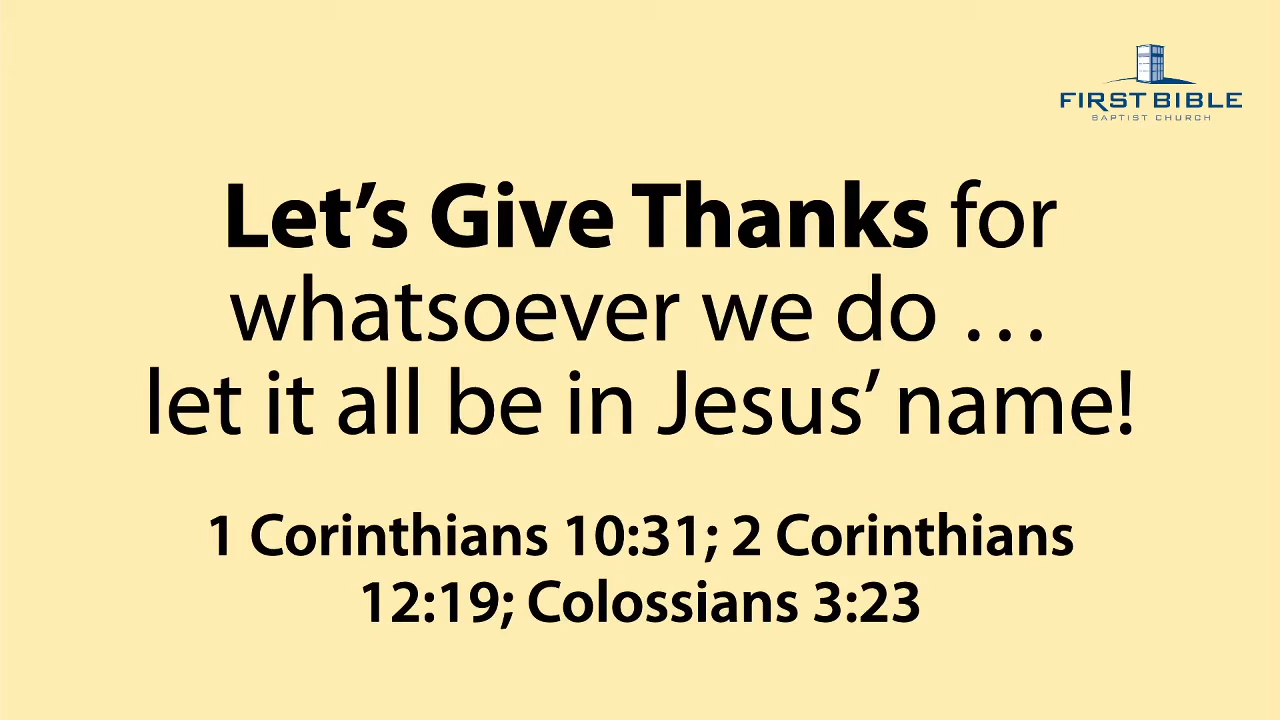 FIRST BIBLE
BAPTIST CHURCH
Let’s Give Thanks for
whatsoever we do …
let it all be in Jesus’ name!
1 Corinthians 10:31; 2 Corinthians
12:19; Colossians 3:23